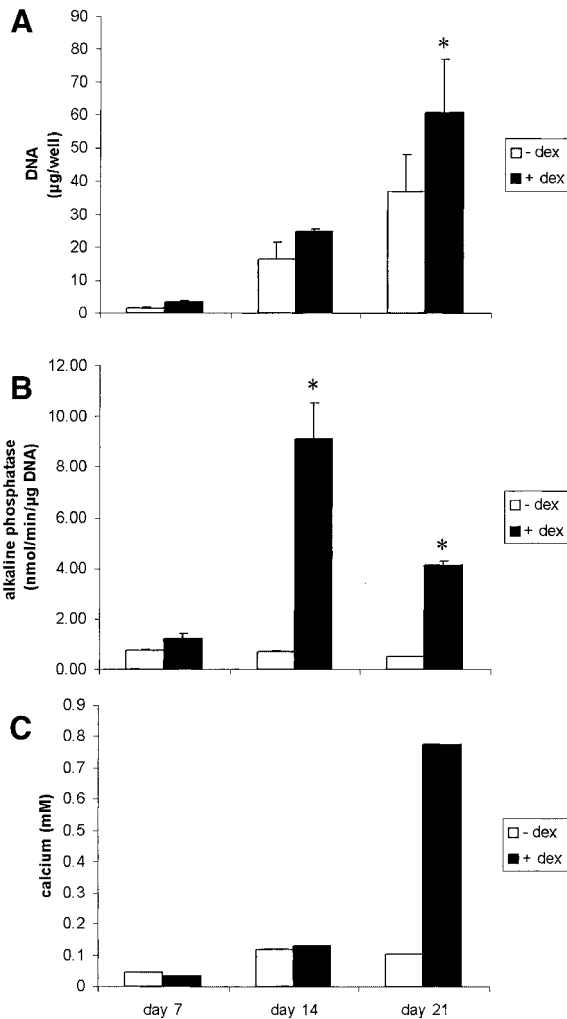 A
90
80
70
60
50
40
30
20
10
0
DNA
(µg/well)
*
- dex
+ dex
B
12.00
10.00
8.00
6.00
4.00
2.00
0.00
alkaline phosphatase
(nmol/min/µg DNA)
*
*
- dex
+ dex
C
0.9
0.8
0.7
0.6
0.5
0.4
0.3
0.2
0.1
0
calcium (mM)
- dex
+ dex
day 7 day 14 day 21